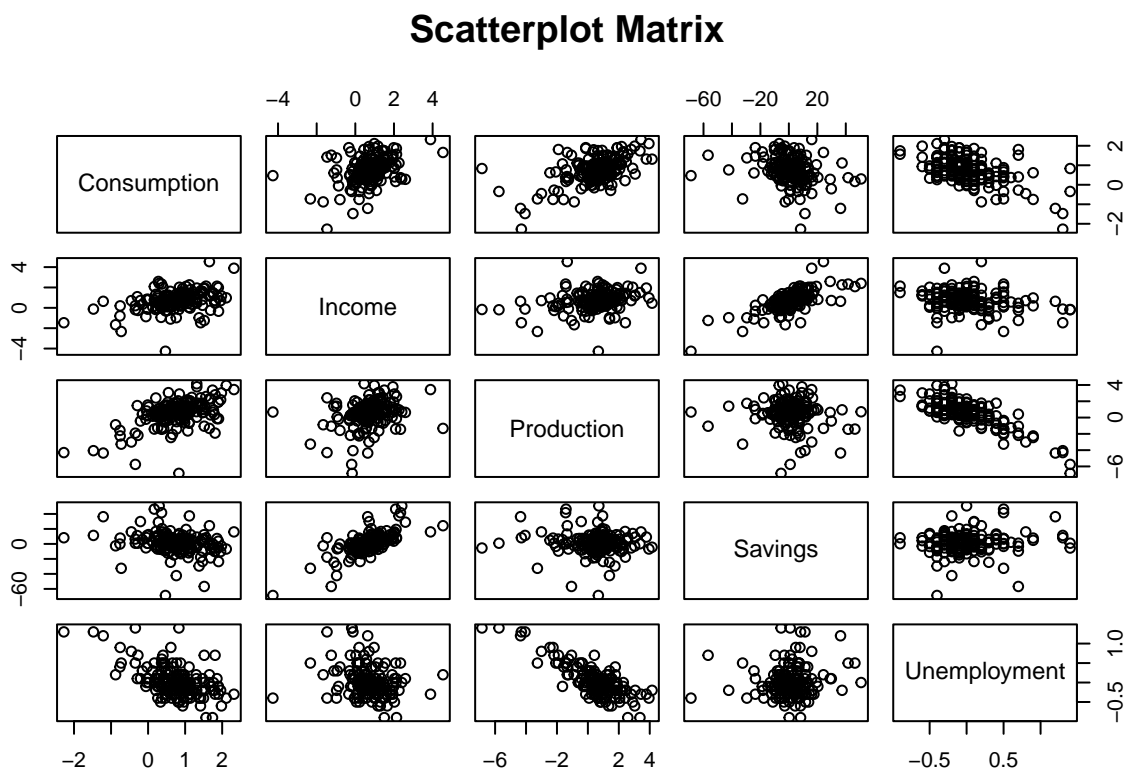 Scatterplot Matrix
−4 0 2 4 −60 −20 20
Consumption
−2 0 2
−4 0 4
Income
Production
−6 0 4
−60 0
Savings
Unemployment
−0.5 1.0
−2 0 1 2 −6 −2 2 4 −0.5 0.5